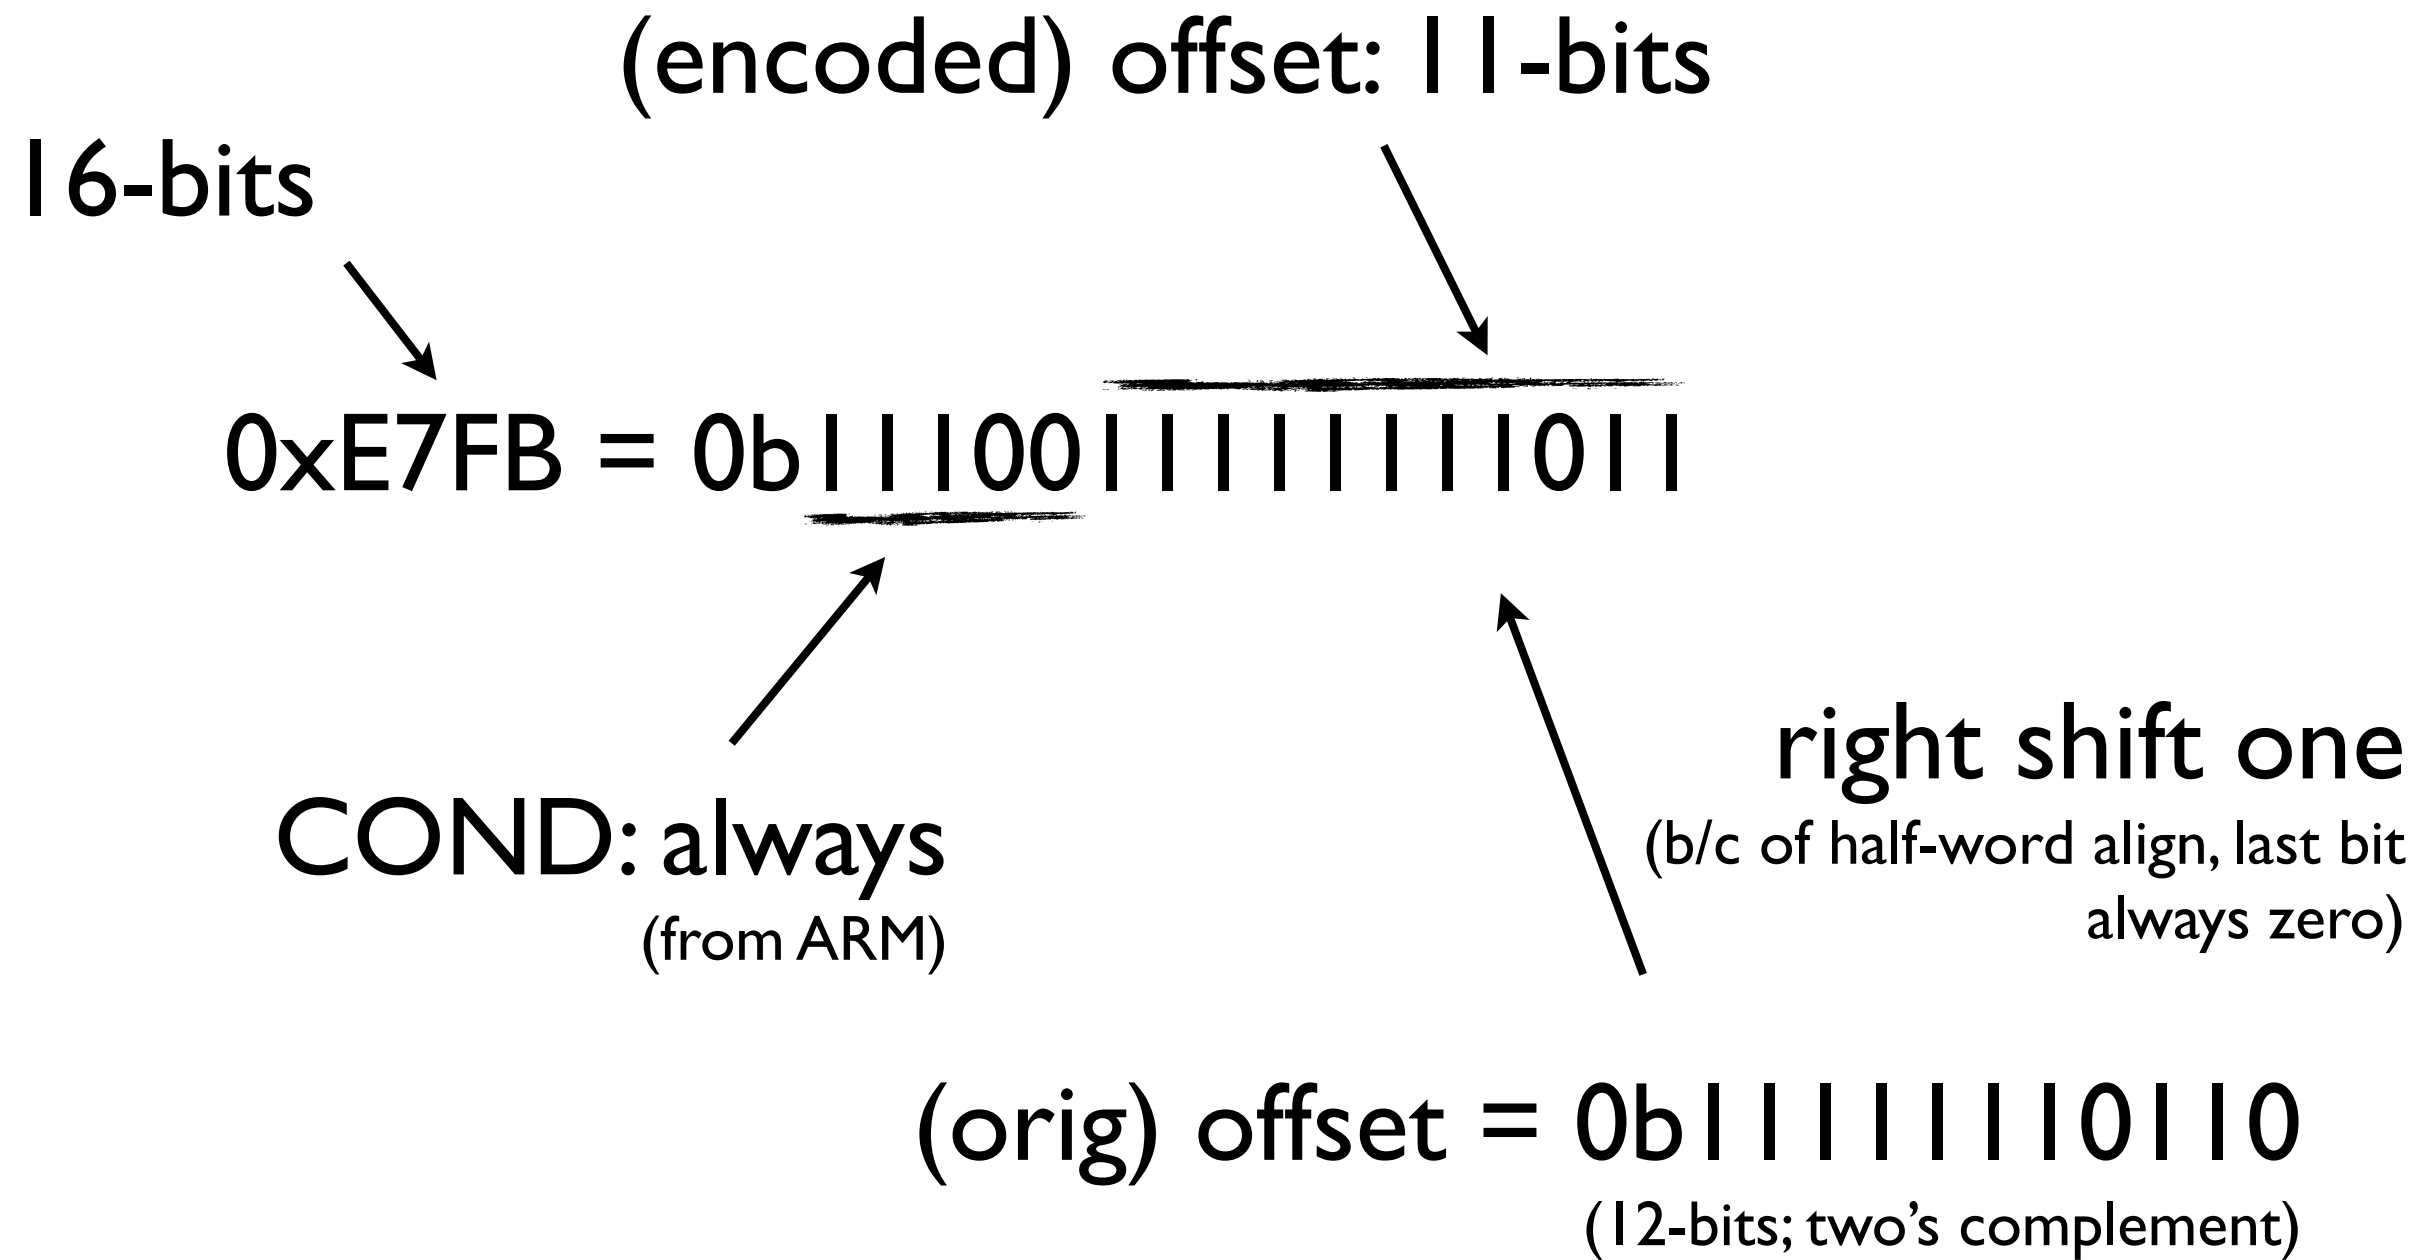 (encoded) offset: 11-bits
16-bits
0xE7FB = 0b1110011111111011
COND: always
(from ARM)
right shift one
(b/c of half-word align, last bit
always zero)
(orig) offset = 0b11111110110
(12-bits; two’s complement)